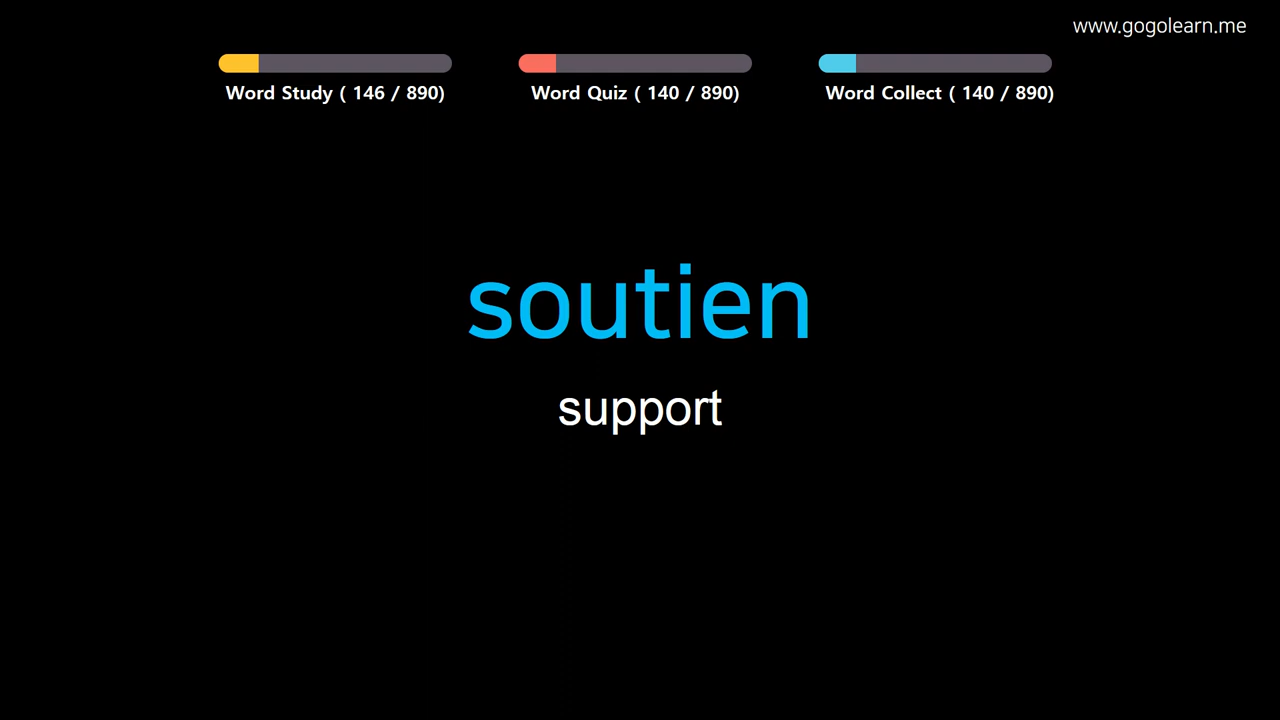 www.gogolearn.me
Word Study ( 146 / 890)
Word Quiz ( 140 / 890)
Word Collect ( 140 / 890)
soutien
support